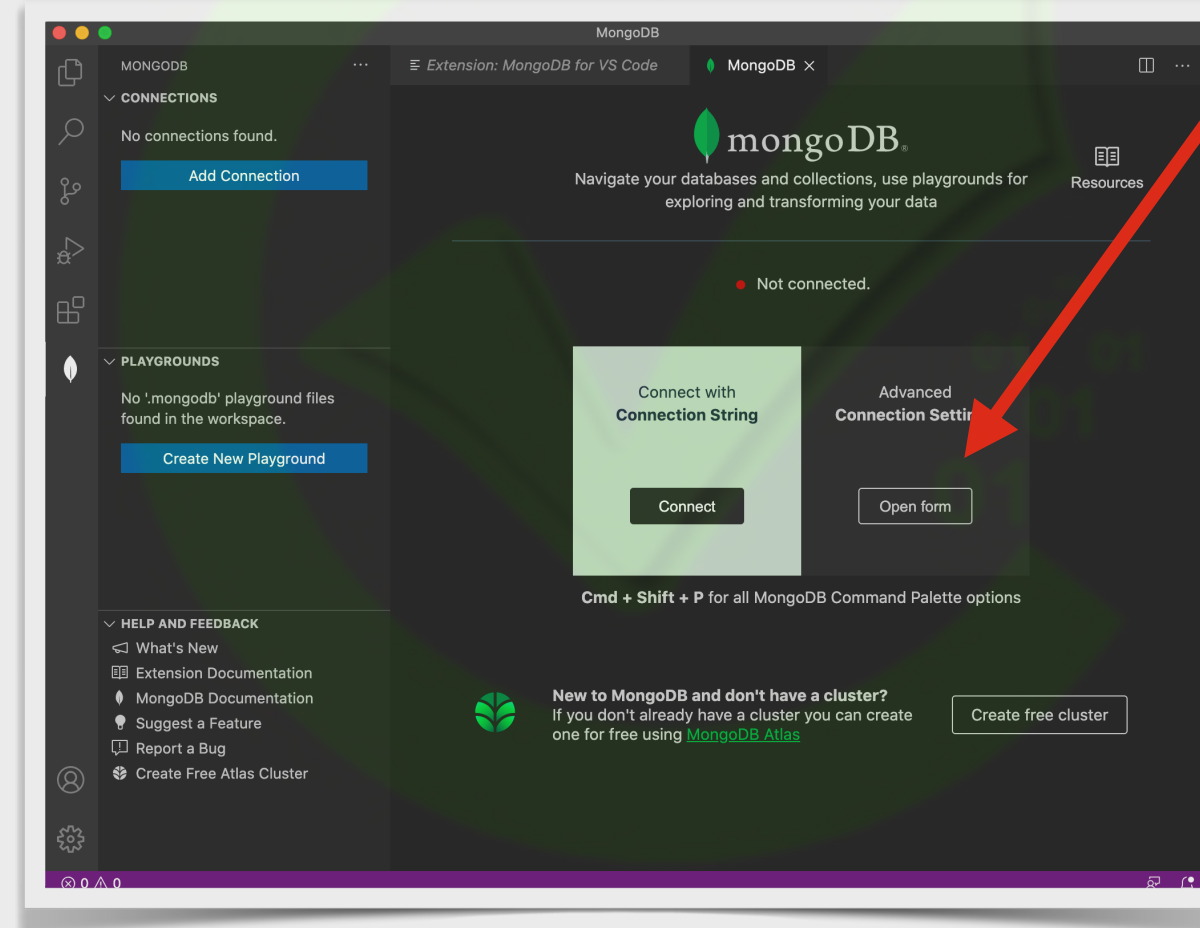 MongoDB
MONGODB
Extension: MongoDB for VS Code
MongoDB
CONNECTIONS
No connections found.
Add Connection
mongoDB®
Navigate your databases and collections, use playgrounds for
exploring and transforming your data
Resources
Not connected.
PLAYGROUNDS
No '.mongodb' playground files
found in the workspace.
Create New Playground
Connect with
Connection String
Connect
Advanced
Connection Settin
Open form
Cmd + Shift + P for all MongoDB Command Palette options
HELP AND FEEDBACK
What's New
Extension Documentation
MongoDB Documentation
Suggest a Feature
Report a Bug
Create Free Atlas Cluster
New to MongoDB and don't have a cluster?
If you don't already have a cluster you can create
one for free using MongoDB Atlas
Create free cluster
0 0
01
01
01